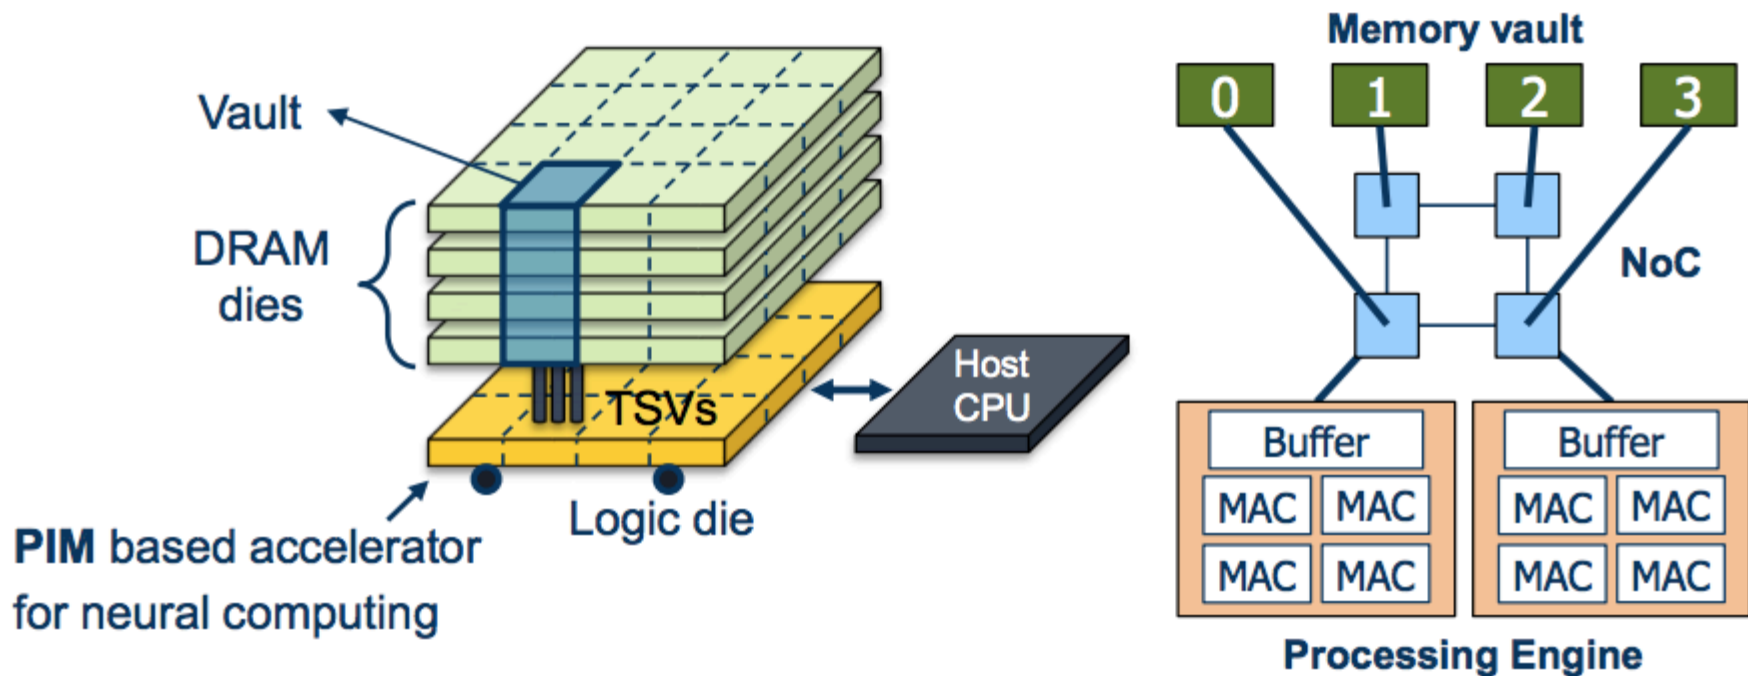 Vault
DRAM
dies
TSVs
Host
CPU
Logic die
PIM based accelerator
for neural computing
Memory vault
0 1 2 3
NoC
Buffer Buffer
MAC MAC MAC MAC
MAC MAC MAC MAC
Processing Engine